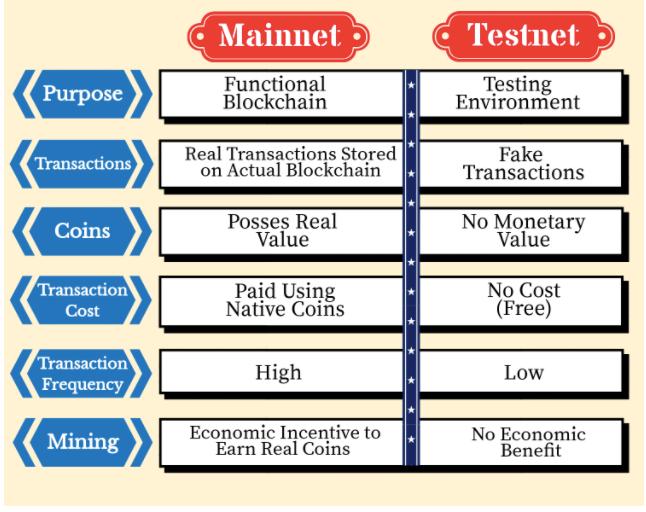 Mainnet Testnet
Purpose
Functional
Blockchain
Testing
Environment
Transactions
Real Transactions Stored
on Actual Blockchain
Fake
Transactions
Coins
Posses Real
Value
No Monetary
Value
Transaction
Cost
Paid Using
Native Coins
No Cost
(Free)
Transaction
Frequency
High
Low
Mining
Economic Incentive to
Earn Real Coins
No Economic
Benefit